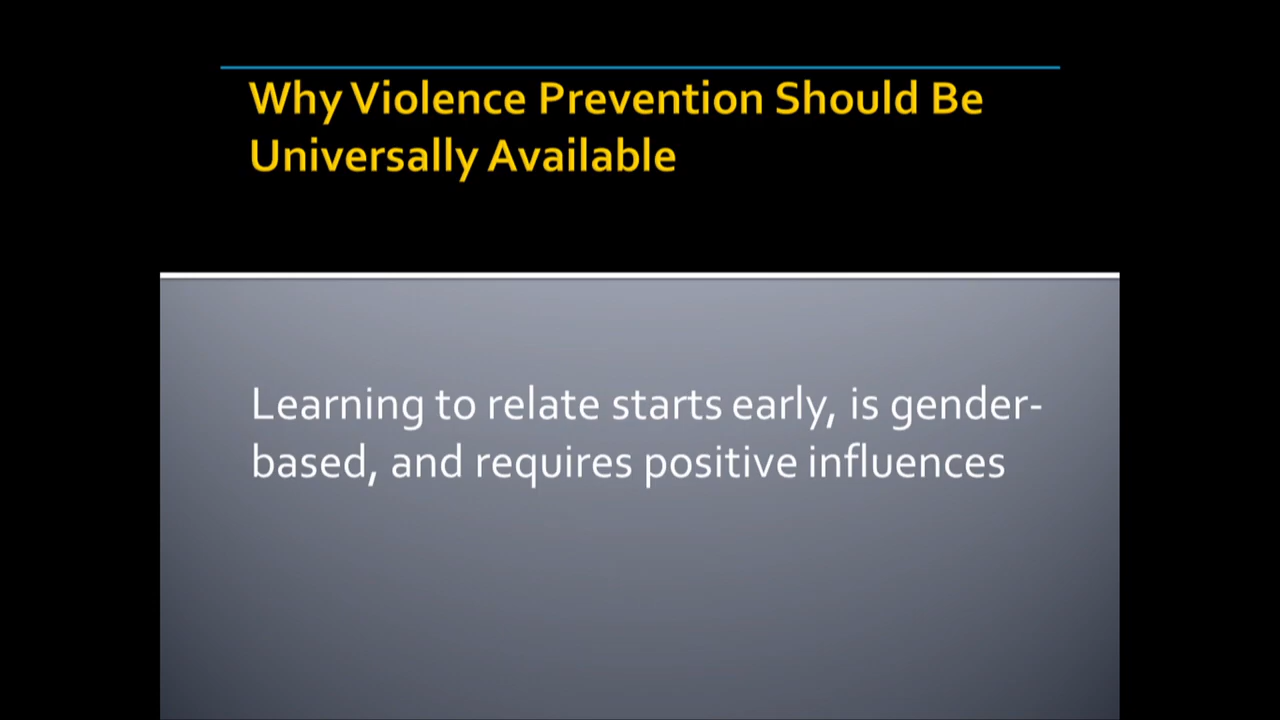 Why Violence Prevention Should Be
Universally Available
Learning to relate starts early, is gender-
based, and requires positive influences